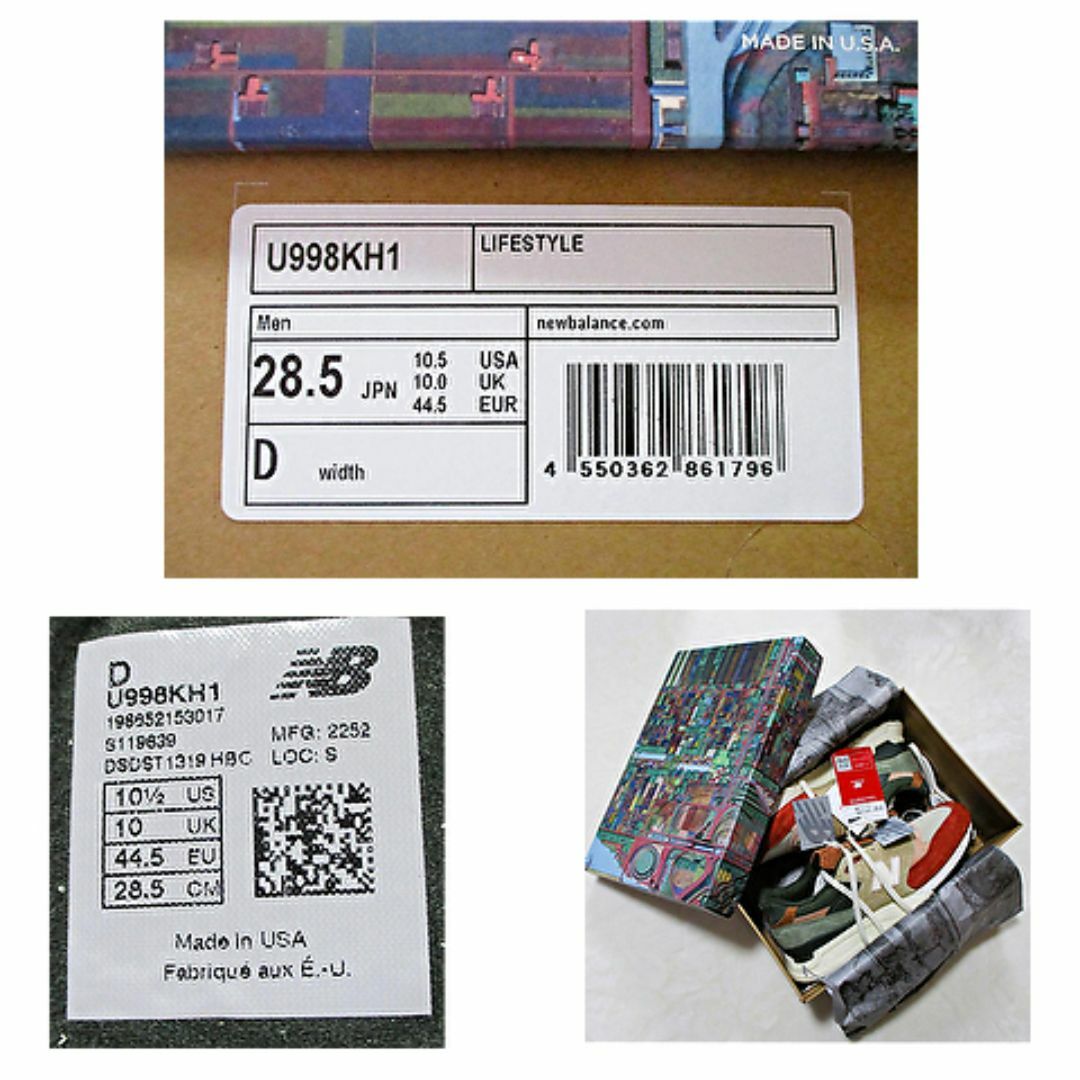 MADE IN U.S.A.
U998KH1
LIFESTYLE
Men
newbalance.com
28.5 JPN
10.5 USA
10.0 UK
44.5 EUR
D width
4 550362 861796
D
U998KH1
NB
198652153017
S119839
MFG: 2252
DSDST1319 HBC LOC: S
10½ US
10 UK
44.5 EU
28.5 CM
Made in USA
Fabriqué aux É.-U.
N